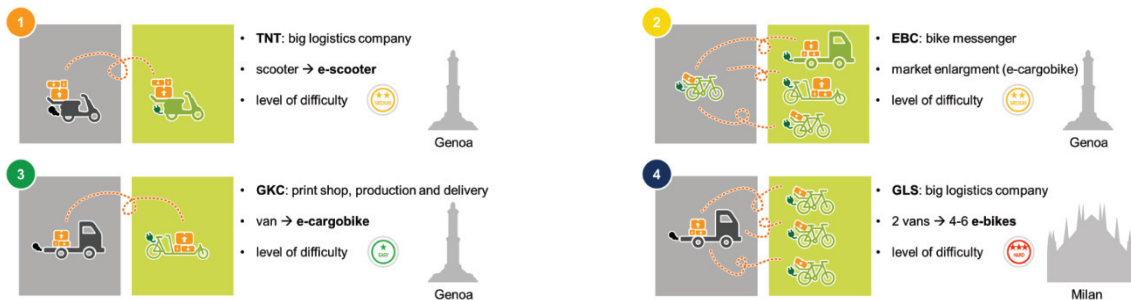 1
• TNT: big logistics company
• scooter → e-scooter
• level of difficulty
MEDIUM
Genoa
2
• EBC: bike messenger
• market enlargment (e-cargobike)
• level of difficulty
MEDIUM
Genoa
3
• GKC: print shop, production and delivery
• van → e-cargobike
• level of difficulty
EASY
Genoa
4
• GLS: big logistics company
• 2 vans → 4-6 e-bikes
• level of difficulty
HARD
Milan